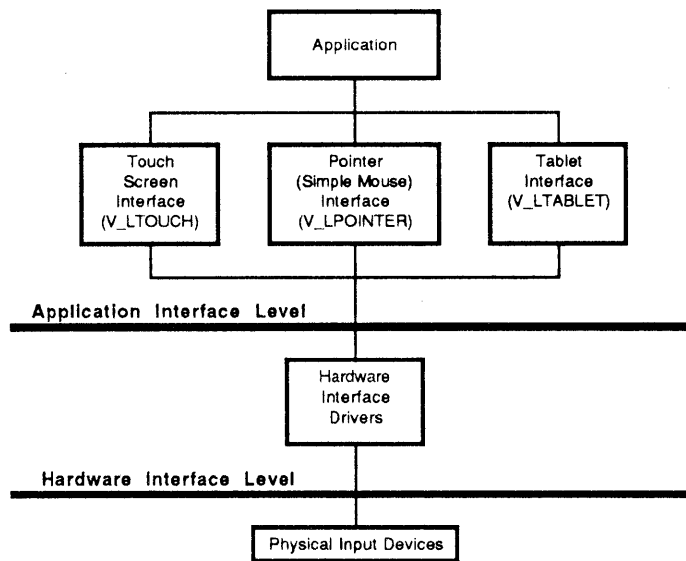 Application
Touch
Screen
Interface
(V_LTOUCH)
Pointer
(Simple Mouse)
Interface
(V_LPOINTER)
Tablet
Interface
(V_LTABLET)
Application Interface Level
Hardware
Interface
Drivers
Hardware Interface Level
Physical Input Devices